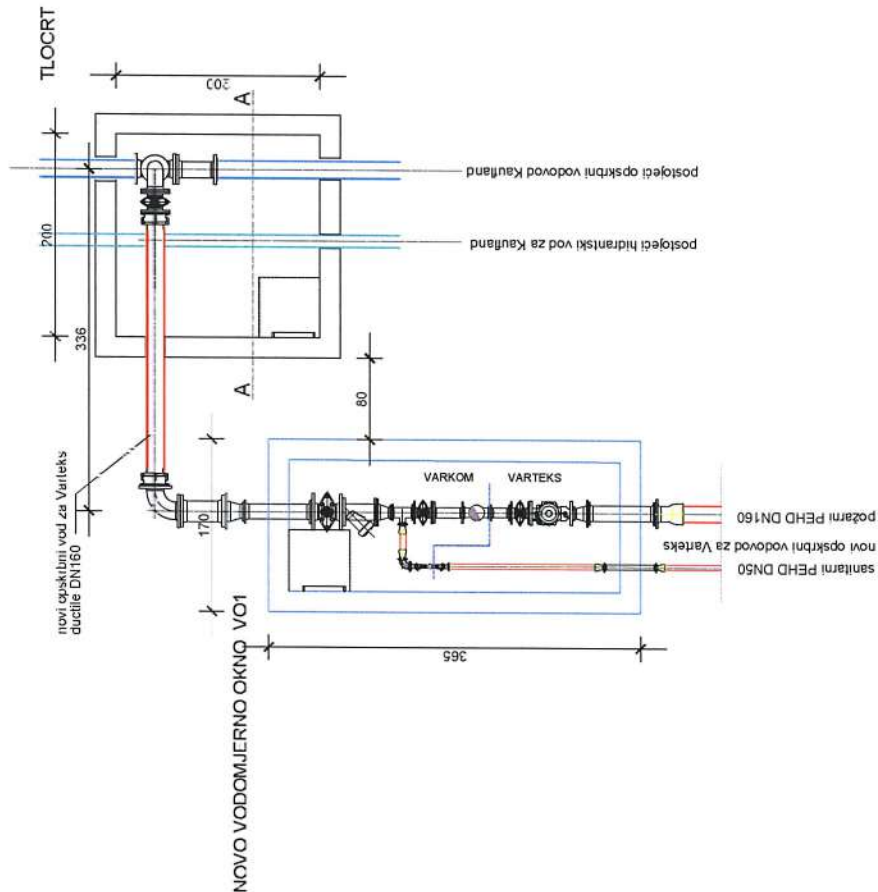 TLOCRT
200
200
A
A
336
80
postojeći opskrbni vodovod Kaufland
postojeći hidrantski vod za Kaufland
novi opskrbni vod za Varteks
ductile DN160
170
NOVO VODOMJERNO OKNO VO1
VARKOM
VARTEKS
365
požarni PEHD DN160
novi opskrbni vodovod za Varteks
sanitarni PEHD DN50